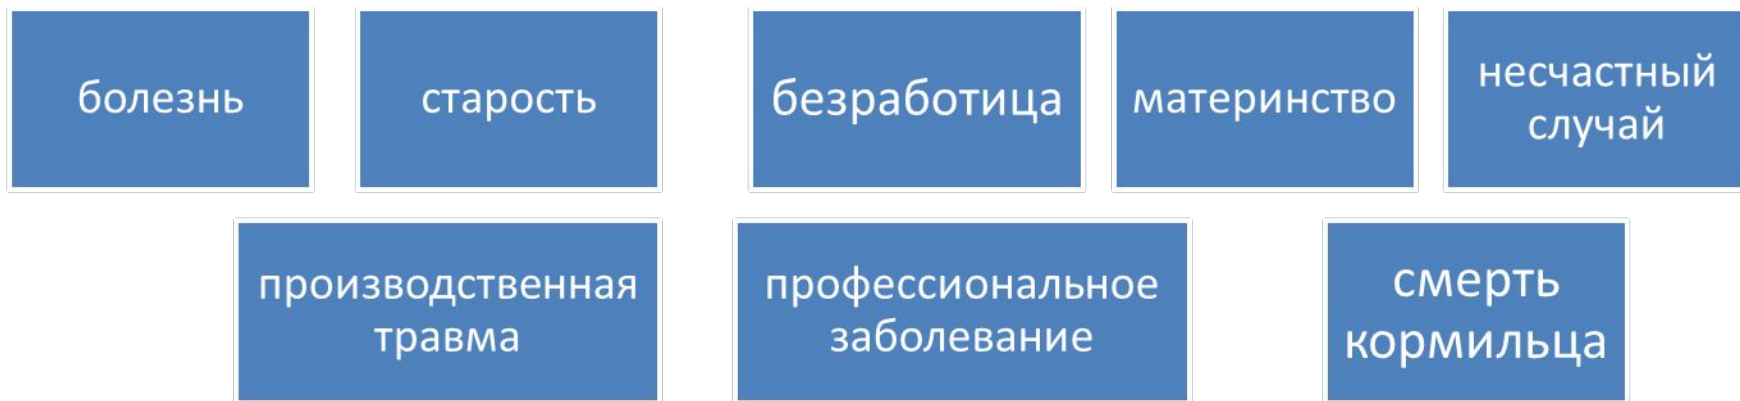 болезнь
старость
безработица
материнство
несчастный
случай
производственная
травма
профессиональное
заболевание
смерть
кормильца